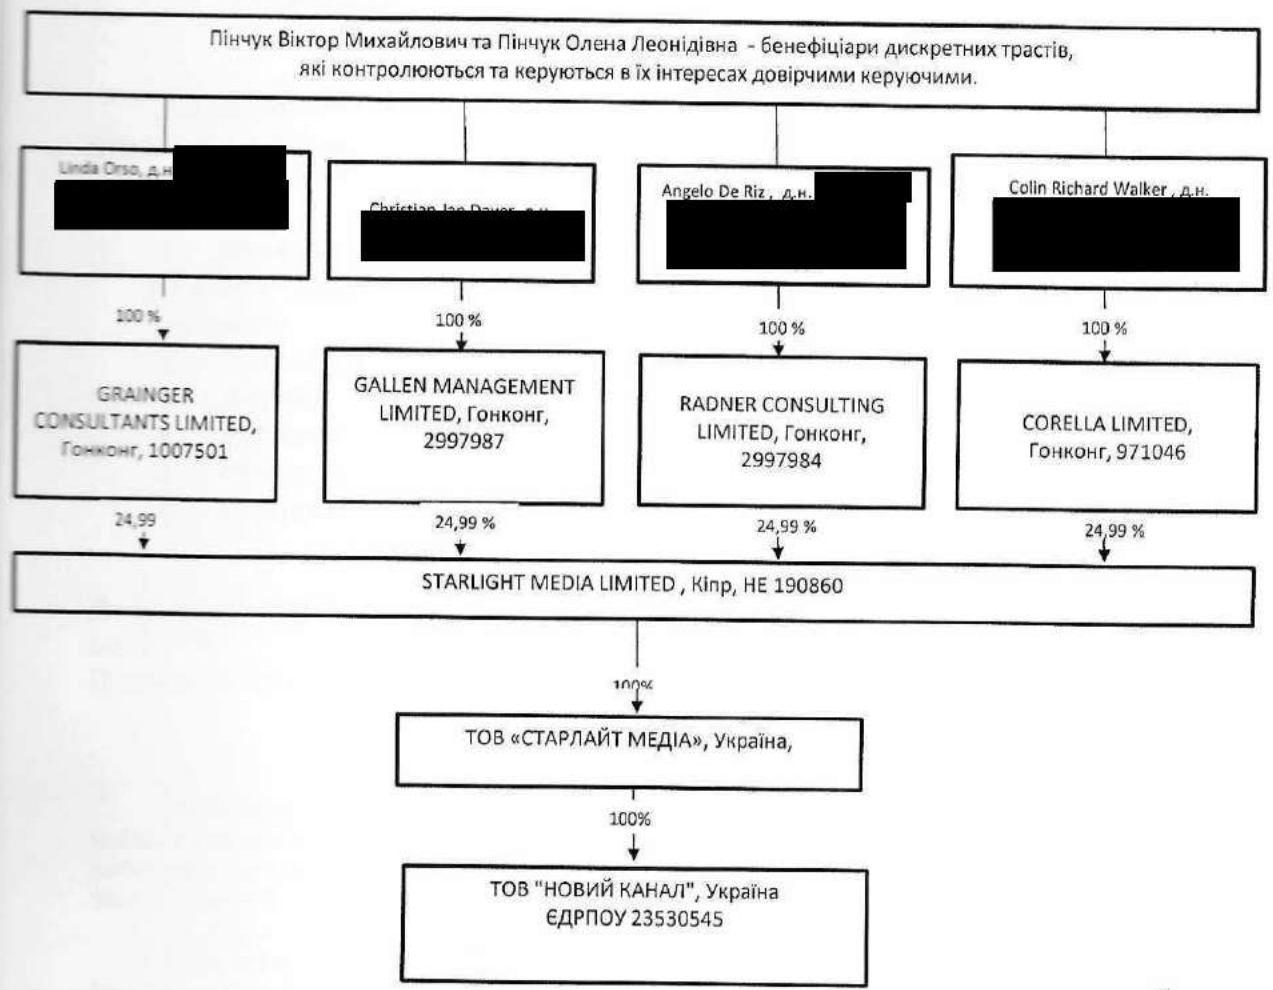 Пінчук Віктор Михайлович та Пінчук Олена Леонідівна - бенефіціари дискретних трастів,
які контролюються та керуються в їх інтересах довірчими керуючими.
Linda Orso, д.н
Christian Jan
Angelo De Riz , д.н.
Colin Richard Walker , д.н.
100 %
100 %
100 %
100 %
GRAINGER
CONSULTANTS LIMITED,
Гонконг, 1007501
GALLEN MANAGEMENT
LIMITED, Гонконг,
2997987
RADNER CONSULTING
LIMITED, Гонконг,
2997984
CORELLA LIMITED,
Гонконг, 971046
24,99
24,99 %
24,99 %
24,99 %
STARLIGHT MEDIA LIMITED , Кіпр, HE 190860
100%
ТОВ «СТАРЛАЙТ МЕДІА», Україна,
100%
ТОВ "НОВИЙ КАНАЛ", Україна
ЄДРПОУ 23530545